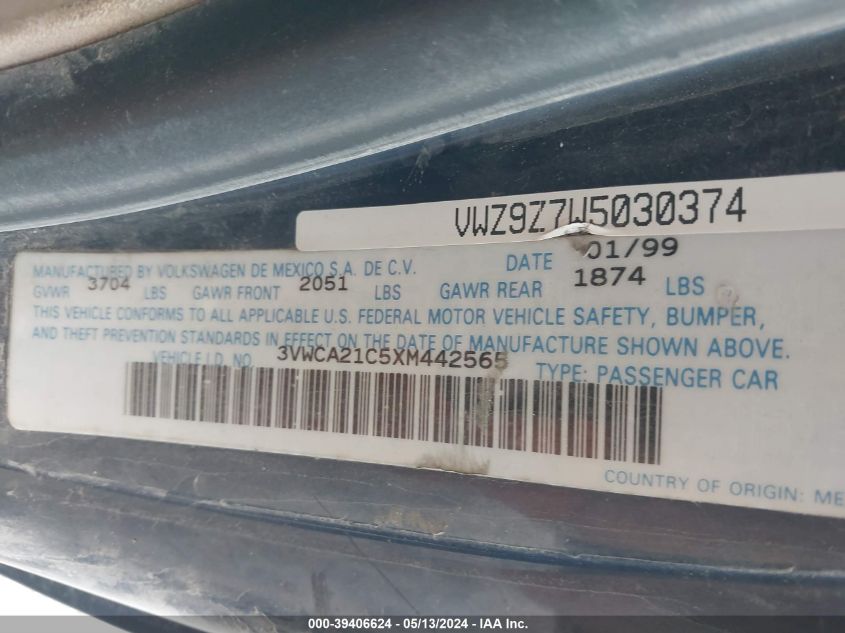 VWZ9Z7W5030374
MANUFACTURED BY VOLKSWAGEN DE MEXICO S.A. DE C.V. DATE 01/99
GVWR 3704 LBS GAWR FRONT 2051 LBS GAWR REAR 1874 LBS
THIS VEHICLE CONFORMS TO ALL APPLICABLE U.S. FEDERAL MOTOR VEHICLE SAFETY, BUMPER,
AND THEFT PREVENTION STANDARDS IN EFFECT ON THE DATE OF MANUFACTURE SHOWN ABOVE.
VEHICLE I.D. NO. 3VWCA21C5XM442565 TYPE: PASSENGER CAR
COUNTRY OF ORIGIN: ME
000-39406624 - 05/13/2024 - IAZ Inc.